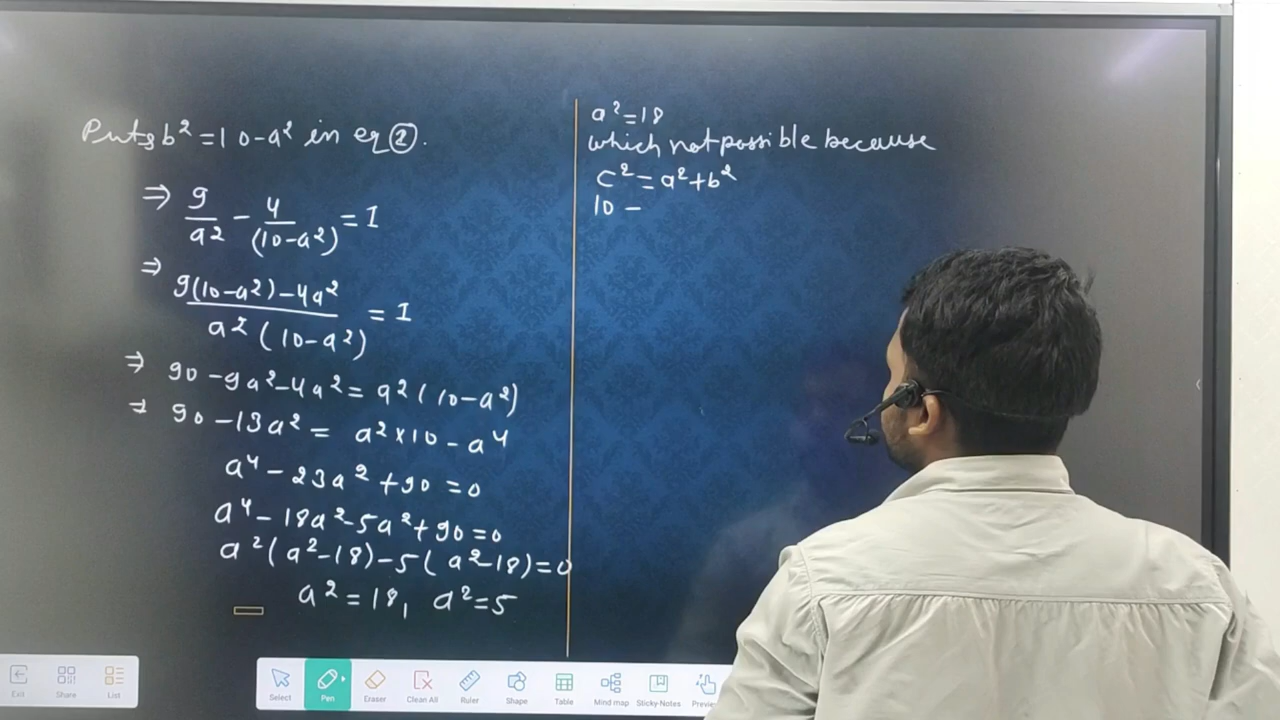 Puts b² = 10-a² in eq ②.
⇒ 9/a² - 4/(10-a²) = 1
⇒ 9(10-a²)-4a² / a²(10-a²) = 1
⇒ 90-9a²-4a² = a²(10-a²)
⇒ 90-13a² = a²×10-a⁴
a⁴-23a²+90=0
a⁴-18a²-5a²+90=0
a²(a²-18)-5(a²-18)=0
a²=18, a²=5
a²=18
which not possible because
c²=a²+b²
10 -
Exit
Share
List
Select
Pen
Eraser
Clean All
Ruler
Shape
Table
Mind map
Sticky-Notes